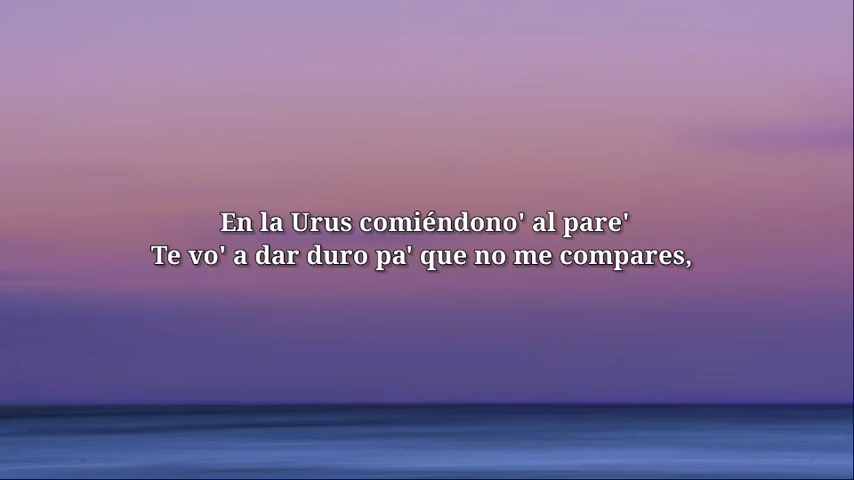 En la Urus comiéndono' al pare'
Te vo' a dar duro pa' que no me compares,